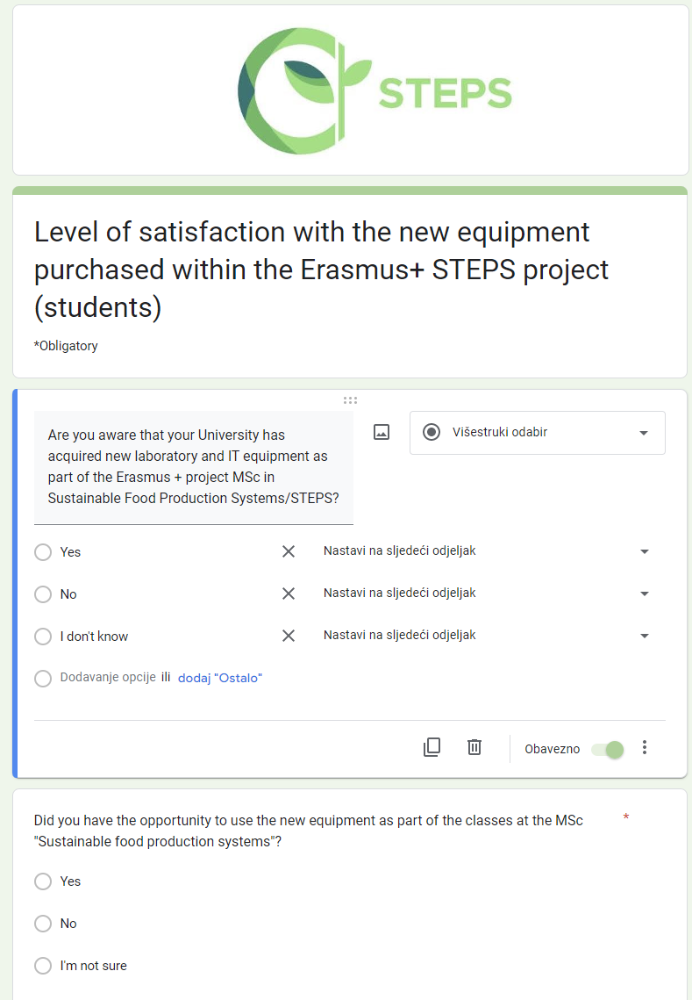 STEPS
Level of satisfaction with the new equipment
purchased within the Erasmus+ STEPS project
(students)
*Obligatory
Are you aware that your University has
acquired new laboratory and IT equipment as
part of the Erasmus + project MSc in
Sustainable Food Production Systems/STEPS?
Višestruki odabir
Yes
Nastavi na sljedeći odjeljak
No
Nastavi na sljedeći odjeljak
I don't know
Nastavi na sljedeći odjeljak
Dodavanje opcije ili dodaj "Ostalo"
Obavezno
Did you have the opportunity to use the new equipment as part of the classes at the MSc *
"Sustainable food production systems"?
Yes
No
I'm not sure